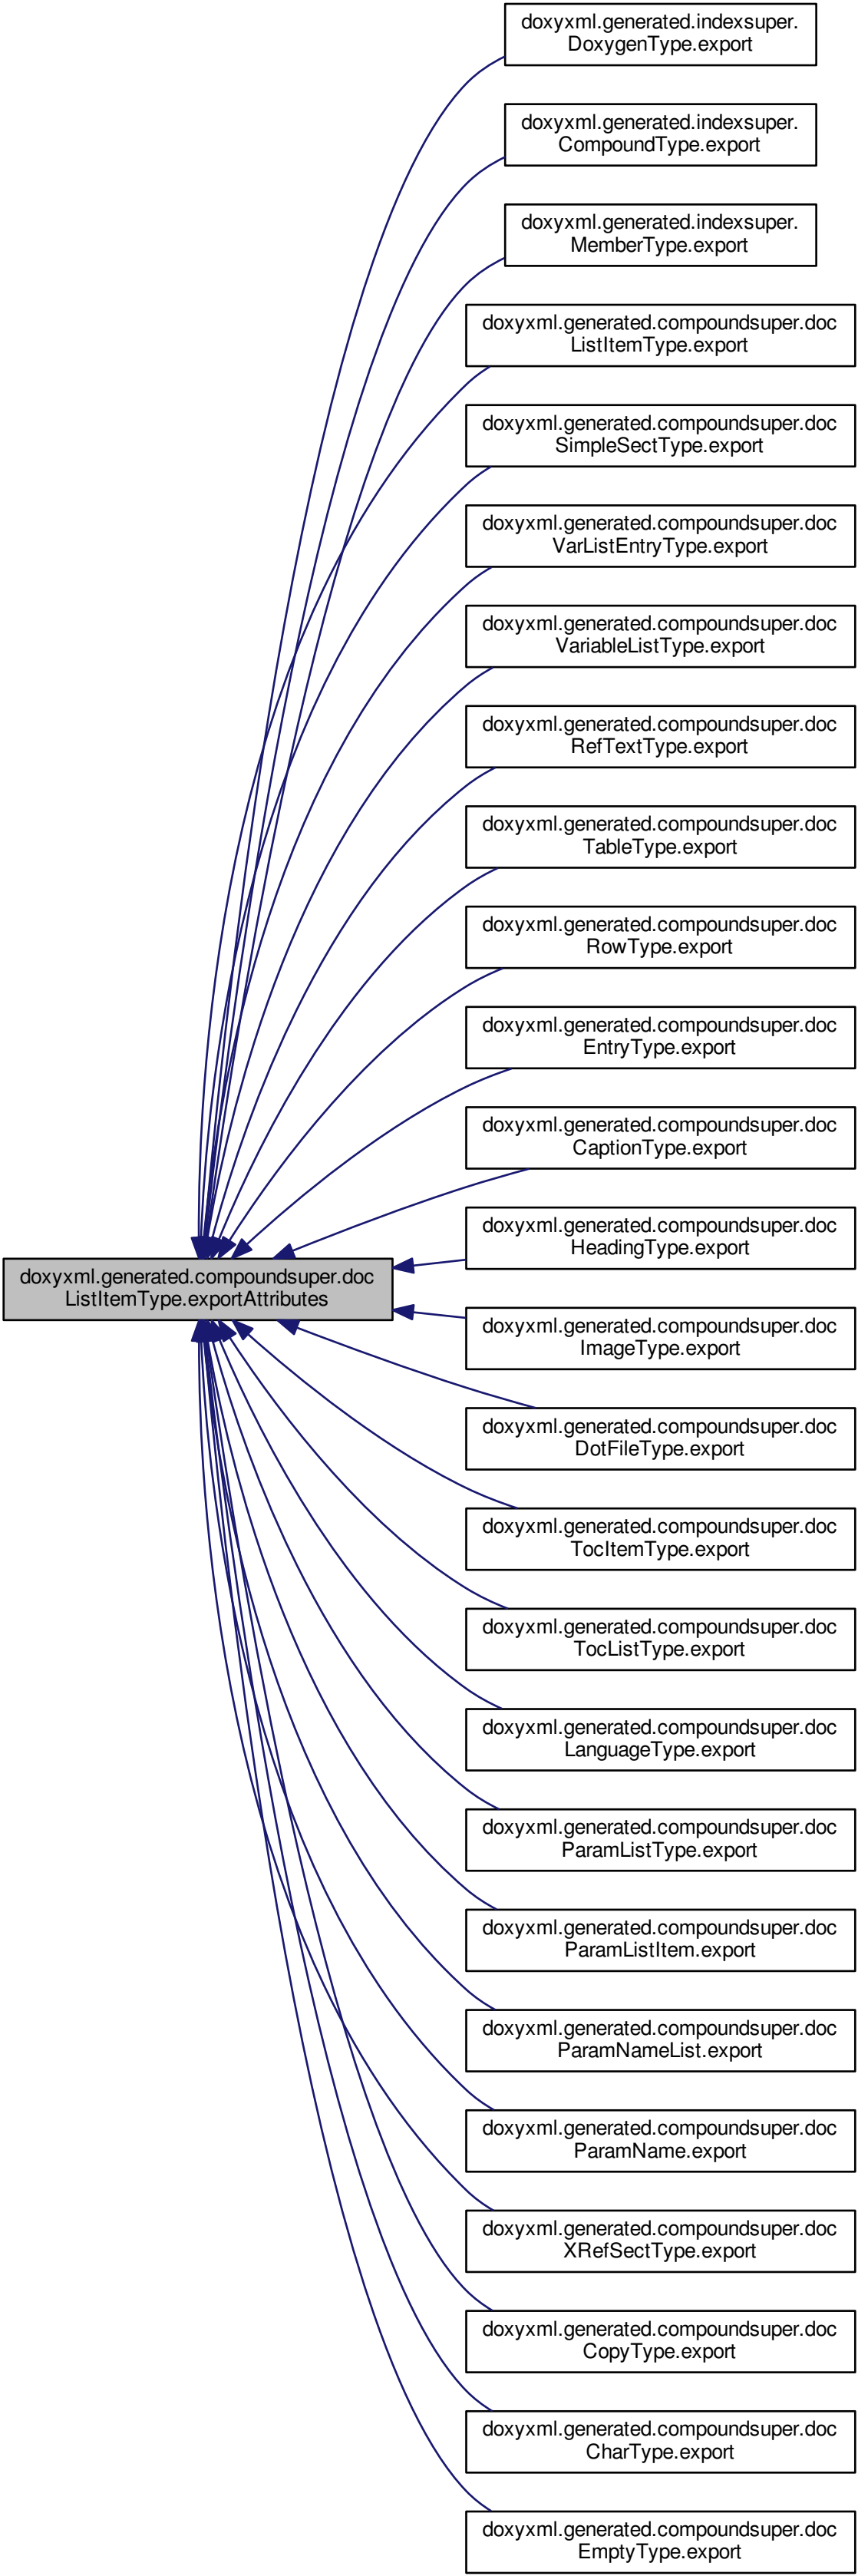 doxyxml.generated.indexsuper.
DoxygenType.export
doxyxml.generated.indexsuper.
CompoundType.export
doxyxml.generated.indexsuper.
MemberType.export
doxyxml.generated.compoundsuper.doc
ListItemType.export
doxyxml.generated.compoundsuper.doc
SimpleSectType.export
doxyxml.generated.compoundsuper.doc
VarListEntryType.export
doxyxml.generated.compoundsuper.doc
VariableListType.export
doxyxml.generated.compoundsuper.doc
RefTextType.export
doxyxml.generated.compoundsuper.doc
TableType.export
doxyxml.generated.compoundsuper.doc
RowType.export
doxyxml.generated.compoundsuper.doc
EntryType.export
doxyxml.generated.compoundsuper.doc
CaptionType.export
doxyxml.generated.compoundsuper.doc
HeadingType.export
doxyxml.generated.compoundsuper.doc
ListItemType.exportAttributes
doxyxml.generated.compoundsuper.doc
ImageType.export
doxyxml.generated.compoundsuper.doc
DotFileType.export
doxyxml.generated.compoundsuper.doc
TocItemType.export
doxyxml.generated.compoundsuper.doc
TocListType.export
doxyxml.generated.compoundsuper.doc
LanguageType.export
doxyxml.generated.compoundsuper.doc
ParamListType.export
doxyxml.generated.compoundsuper.doc
ParamListItem.export
doxyxml.generated.compoundsuper.doc
ParamNameList.export
doxyxml.generated.compoundsuper.doc
ParamName.export
doxyxml.generated.compoundsuper.doc
XRefSectType.export
doxyxml.generated.compoundsuper.doc
CopyType.export
doxyxml.generated.compoundsuper.doc
CharType.export
doxyxml.generated.compoundsuper.doc
EmptyType.export